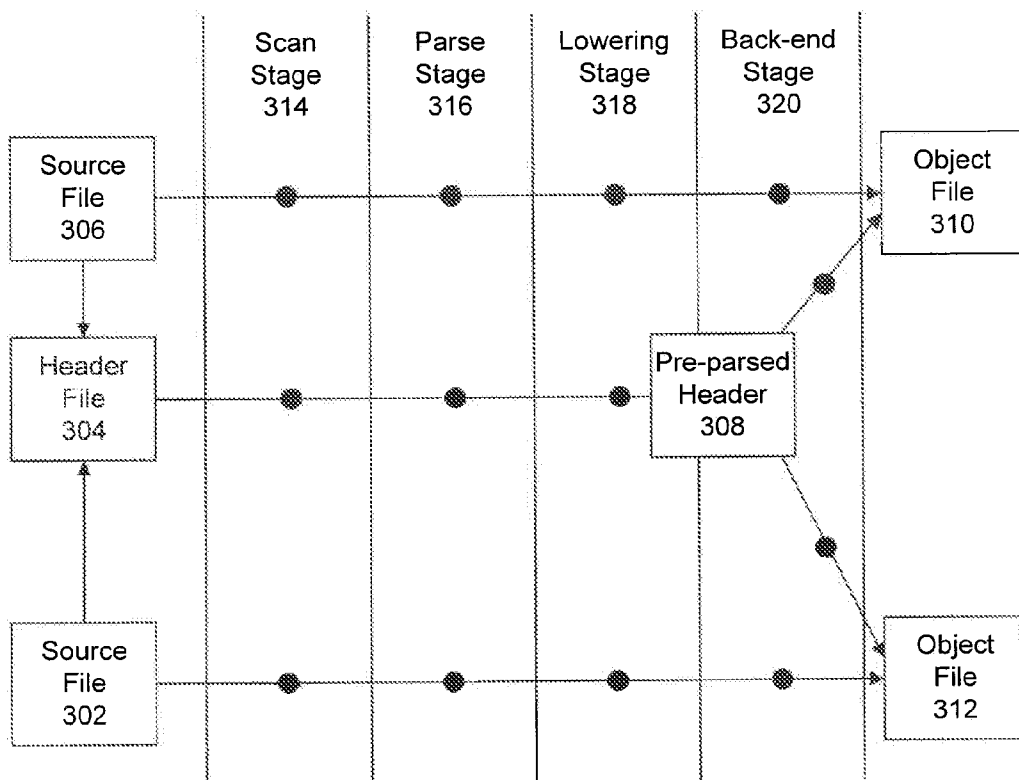 Scan
Stage
314
Parse
Stage
316
Lowering
Stage
318
Back-end
Stage
320
Source
File
306
Object
File
310
Header
File
304
Pre-parsed
Header
308
Source
File
302
Object
File
312